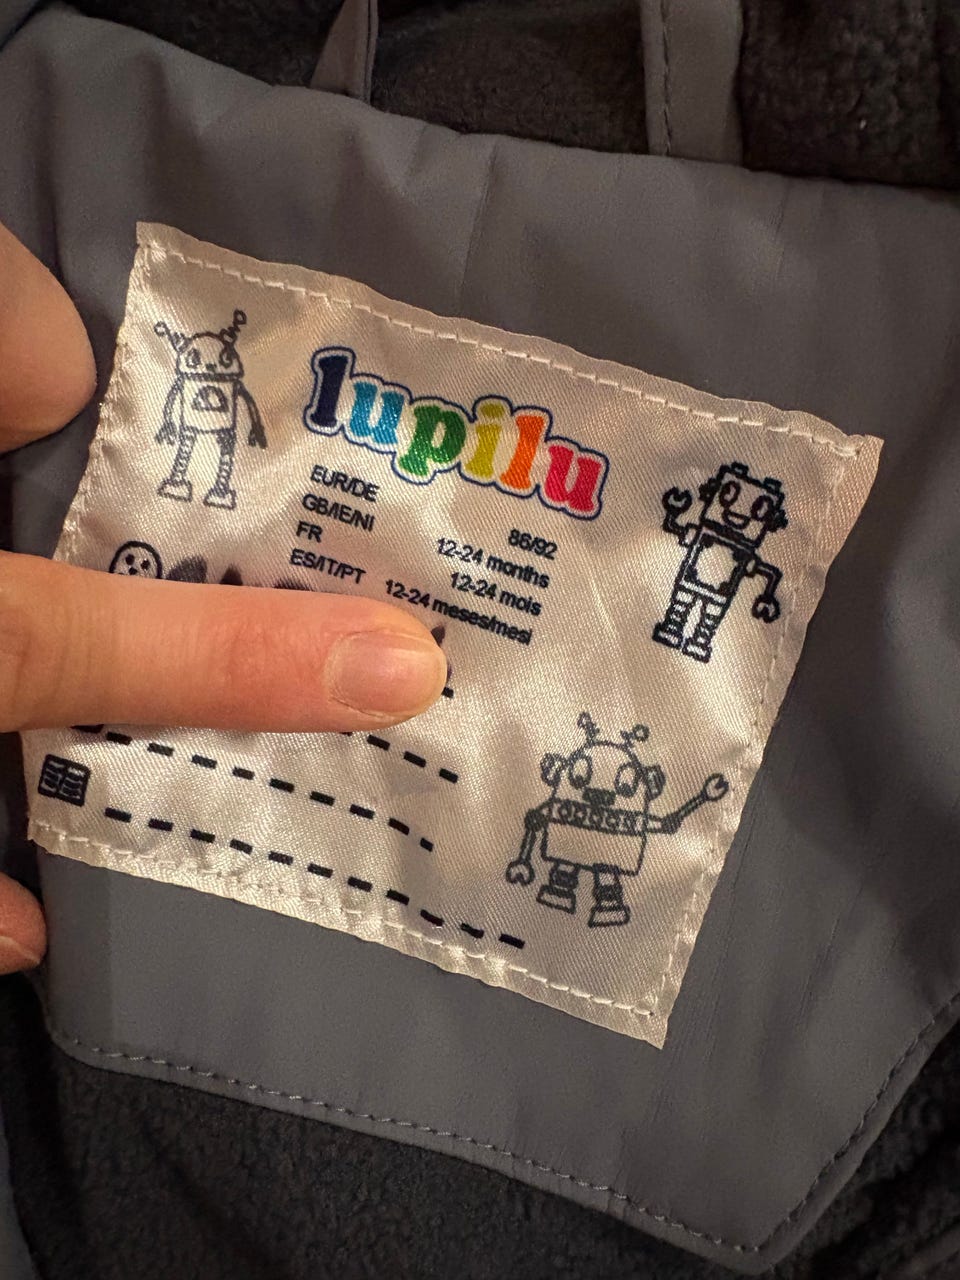 lupilu
EUR/DE 86/92
GB/IE/NI 12-24 months
FR 12-24 mois
ES/IT/PT 12-24 meses/mesi